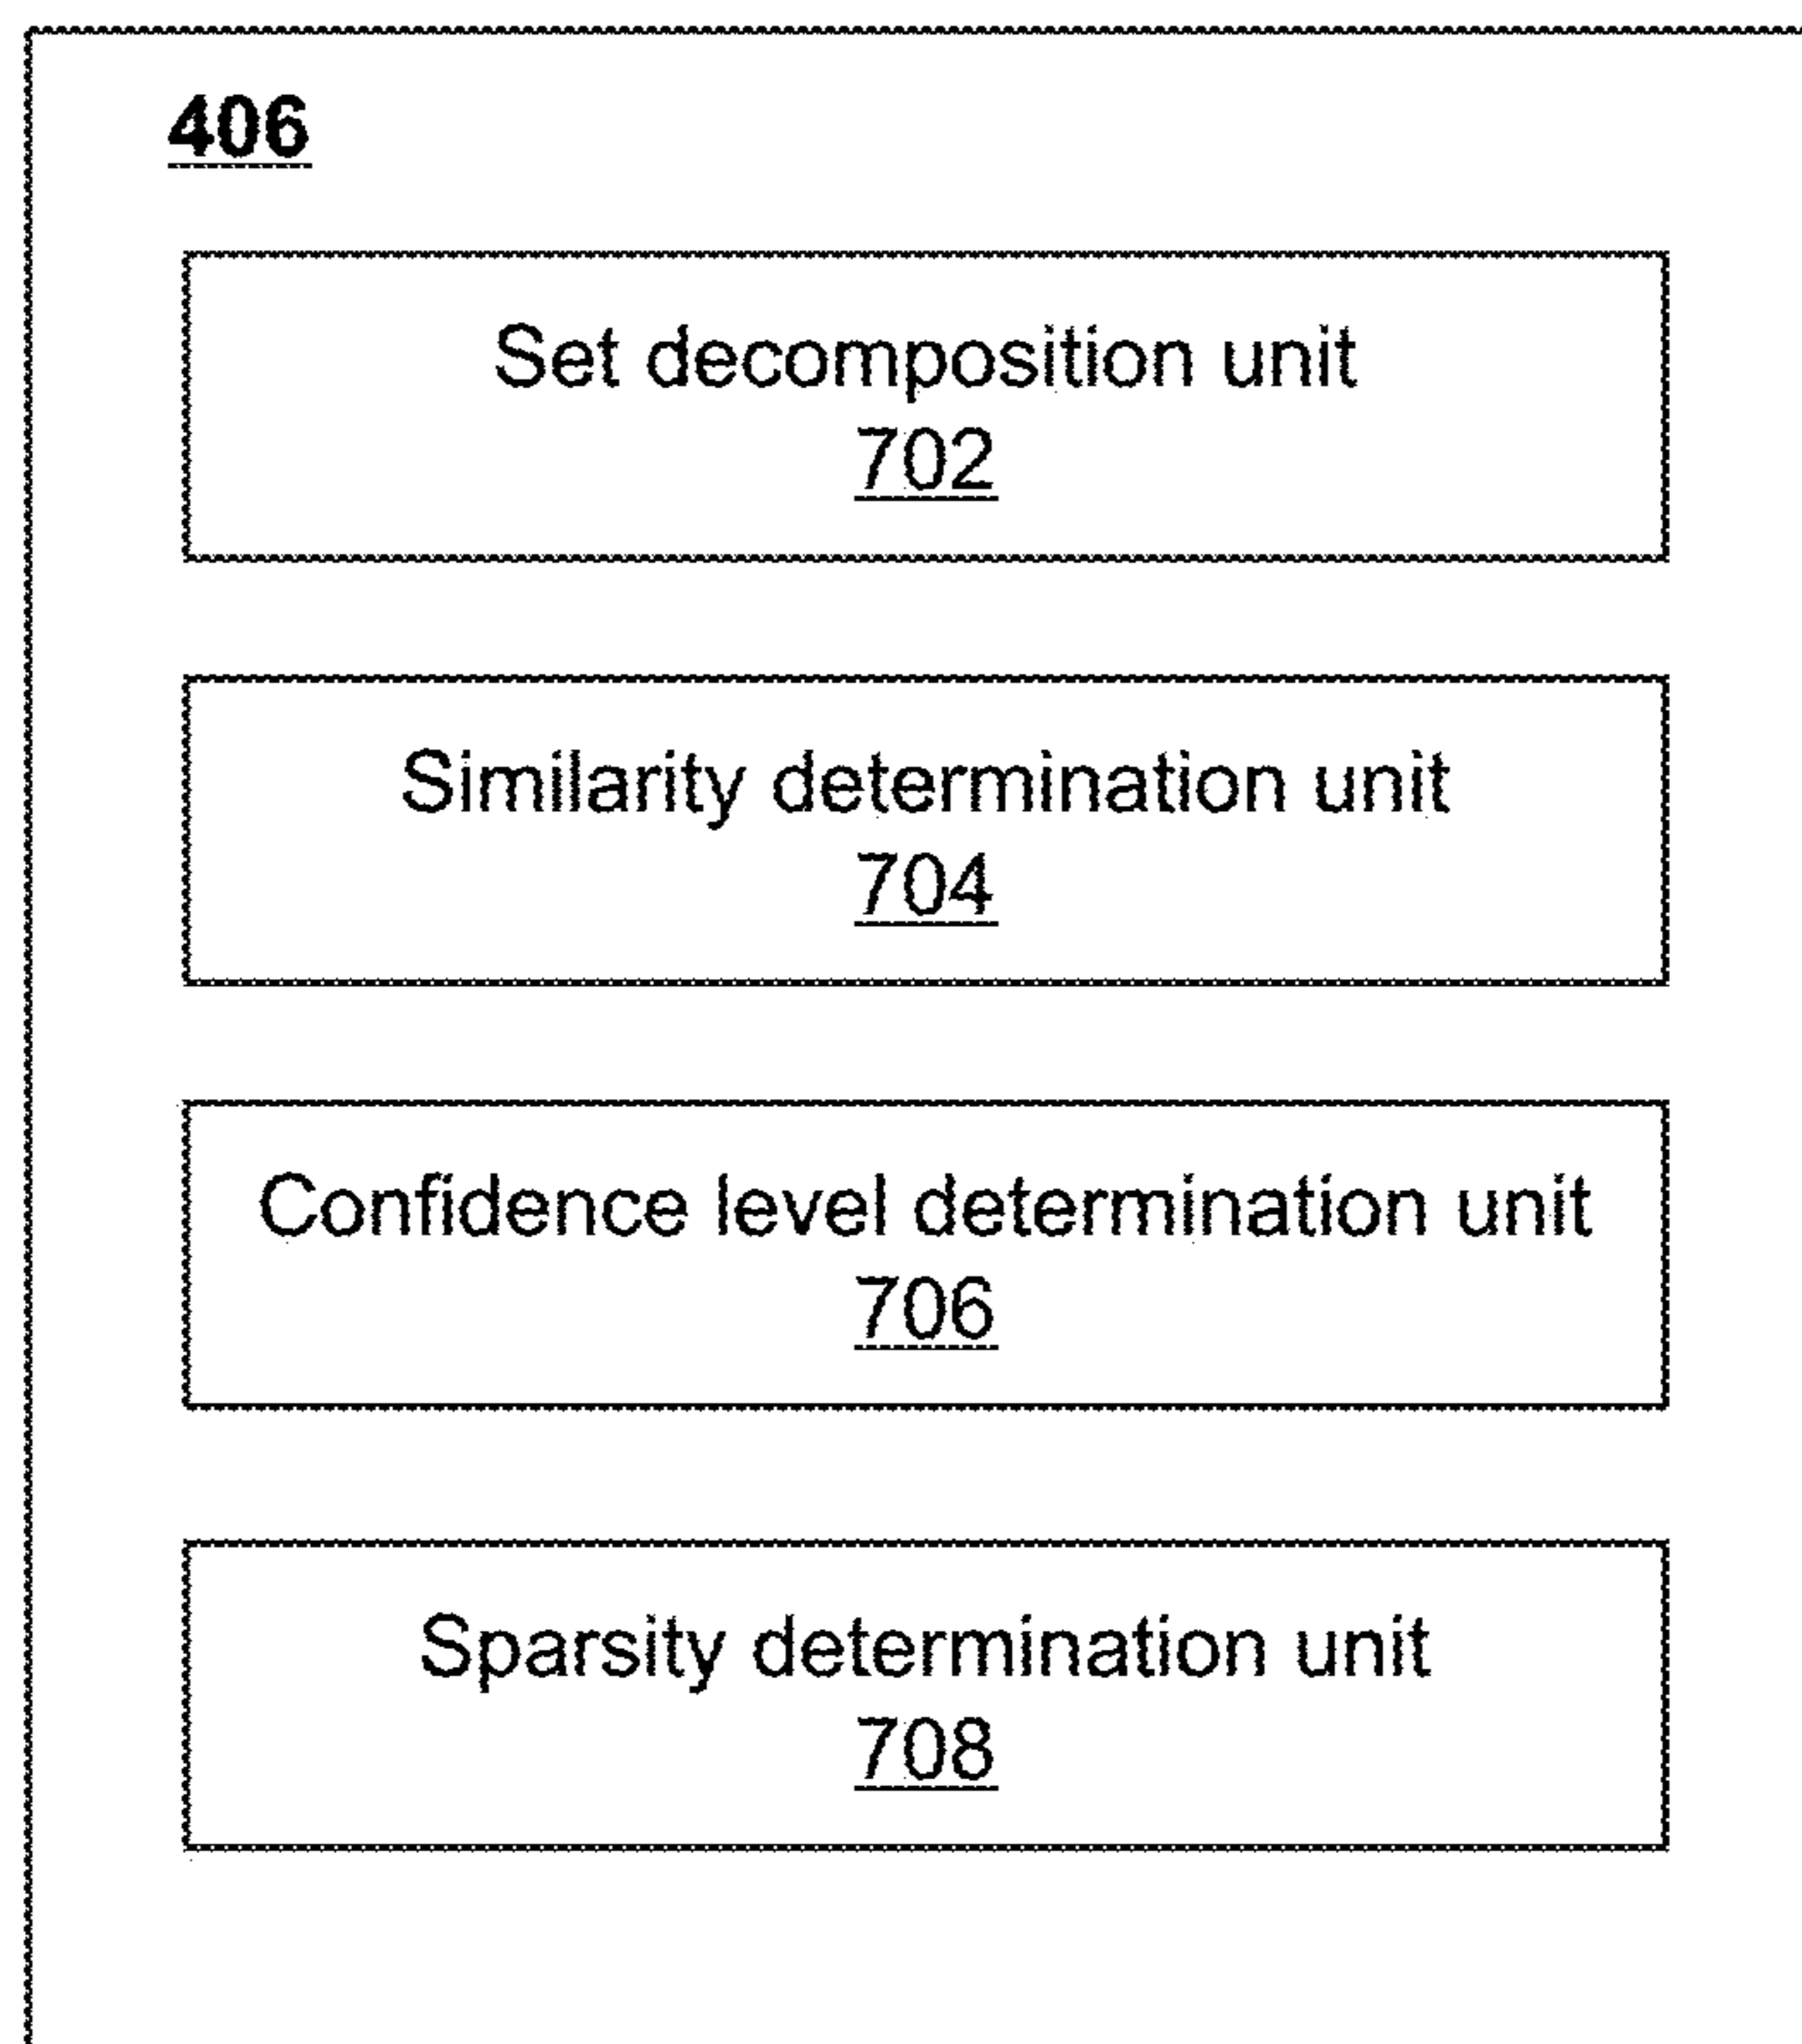 406
Set decomposition unit
702
Similarity determination unit
704
Confidence level determination unit
706
Sparsity determination unit
708